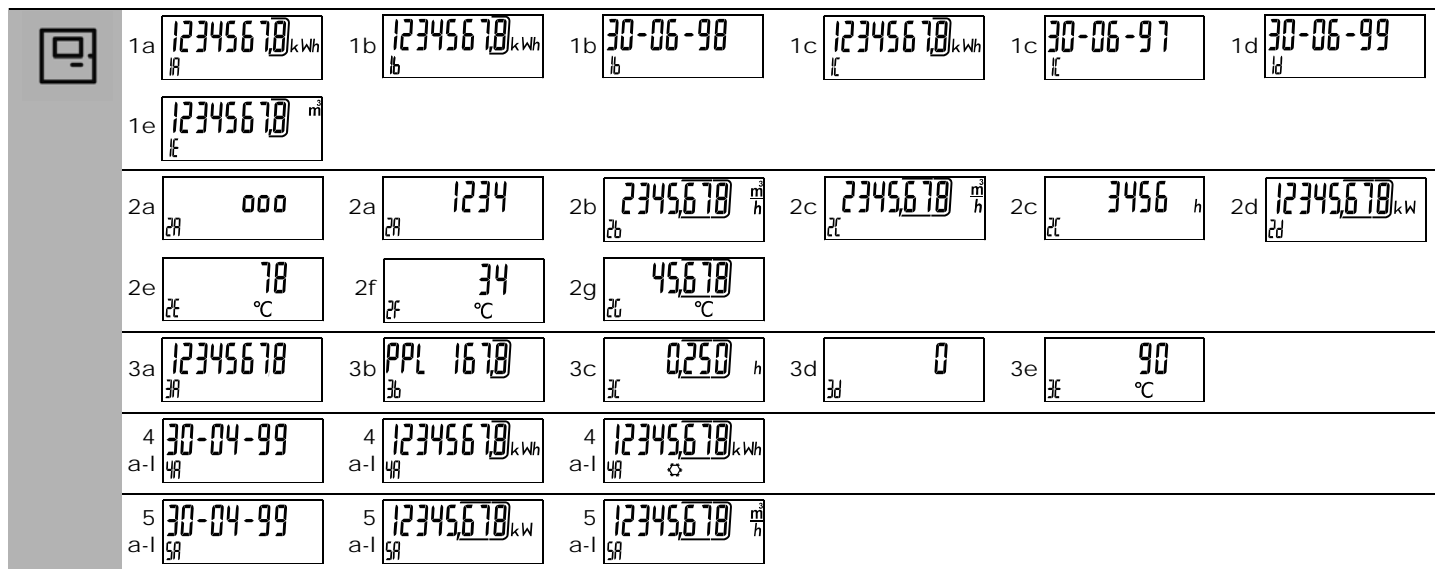 1a 1234567,8 kWh 1A 1b 1234567,8 kWh 1b 1b 30-06-98 1b 1c 1234567,8 kWh 1C 1c 30-06-97 1C 1d 30-06-99 1d
1e 1234567,8 m³ 1E
2a 000 2A 2a 1234 2A 2b 2345,678 m³/h 2b 2c 2345,678 m³/h 2C 2c 3456 h 2C 2d 12345,678 kW 2d
2e 78 °C 2E 2f 34 °C 2F 2g 45,678 °C 2G
3a 12345678 3A 3b PPL 167,8 3b 3c 0,250 h 3C 3d 0 3d 3e 90 °C 3E
4 a-l 30-04-99 4A 4 a-l 1234567,8 kWh 4A 4 a-l 12345,678 kWh 4A
5 a-l 30-04-99 5A 5 a-l 12345,678 kW 5A 5 a-l 12345,678 m³/h 5A